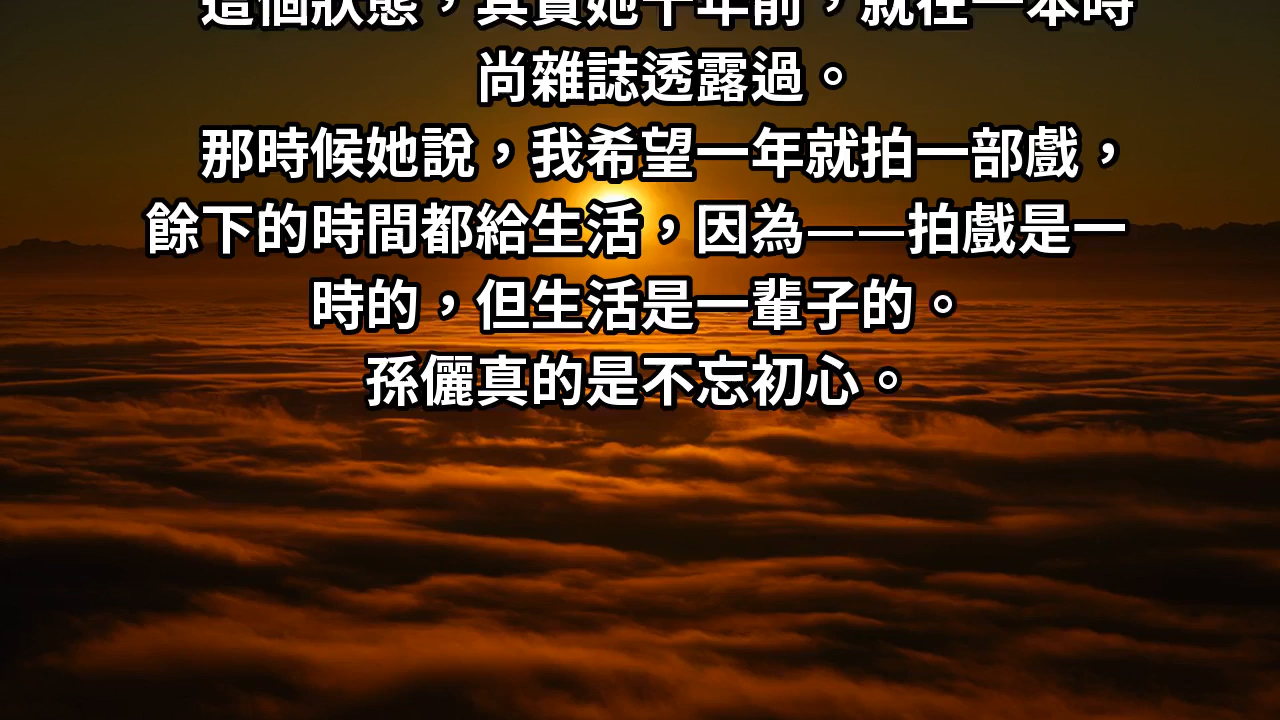 這個狀態，其實她十年前，就在一本時
尚雜誌透露過。
那時候她說，我希望一年就拍一部戲，
餘下的時間都給生活，因為——拍戲是一
時的，但生活是一輩子的。
孫儷真的是不忘初心。